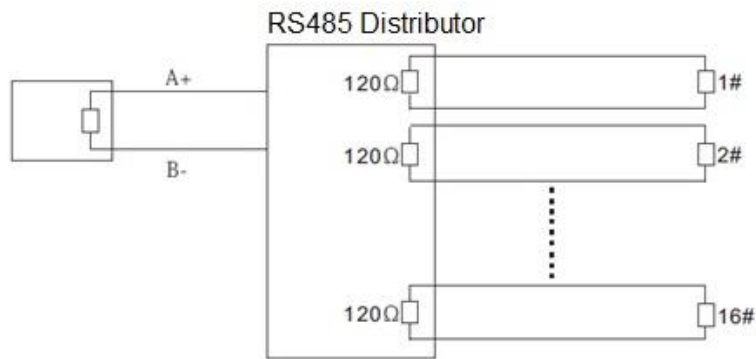 RS485 Distributor
A+
B-
120Ω 1#
120Ω 2#
120Ω 16#